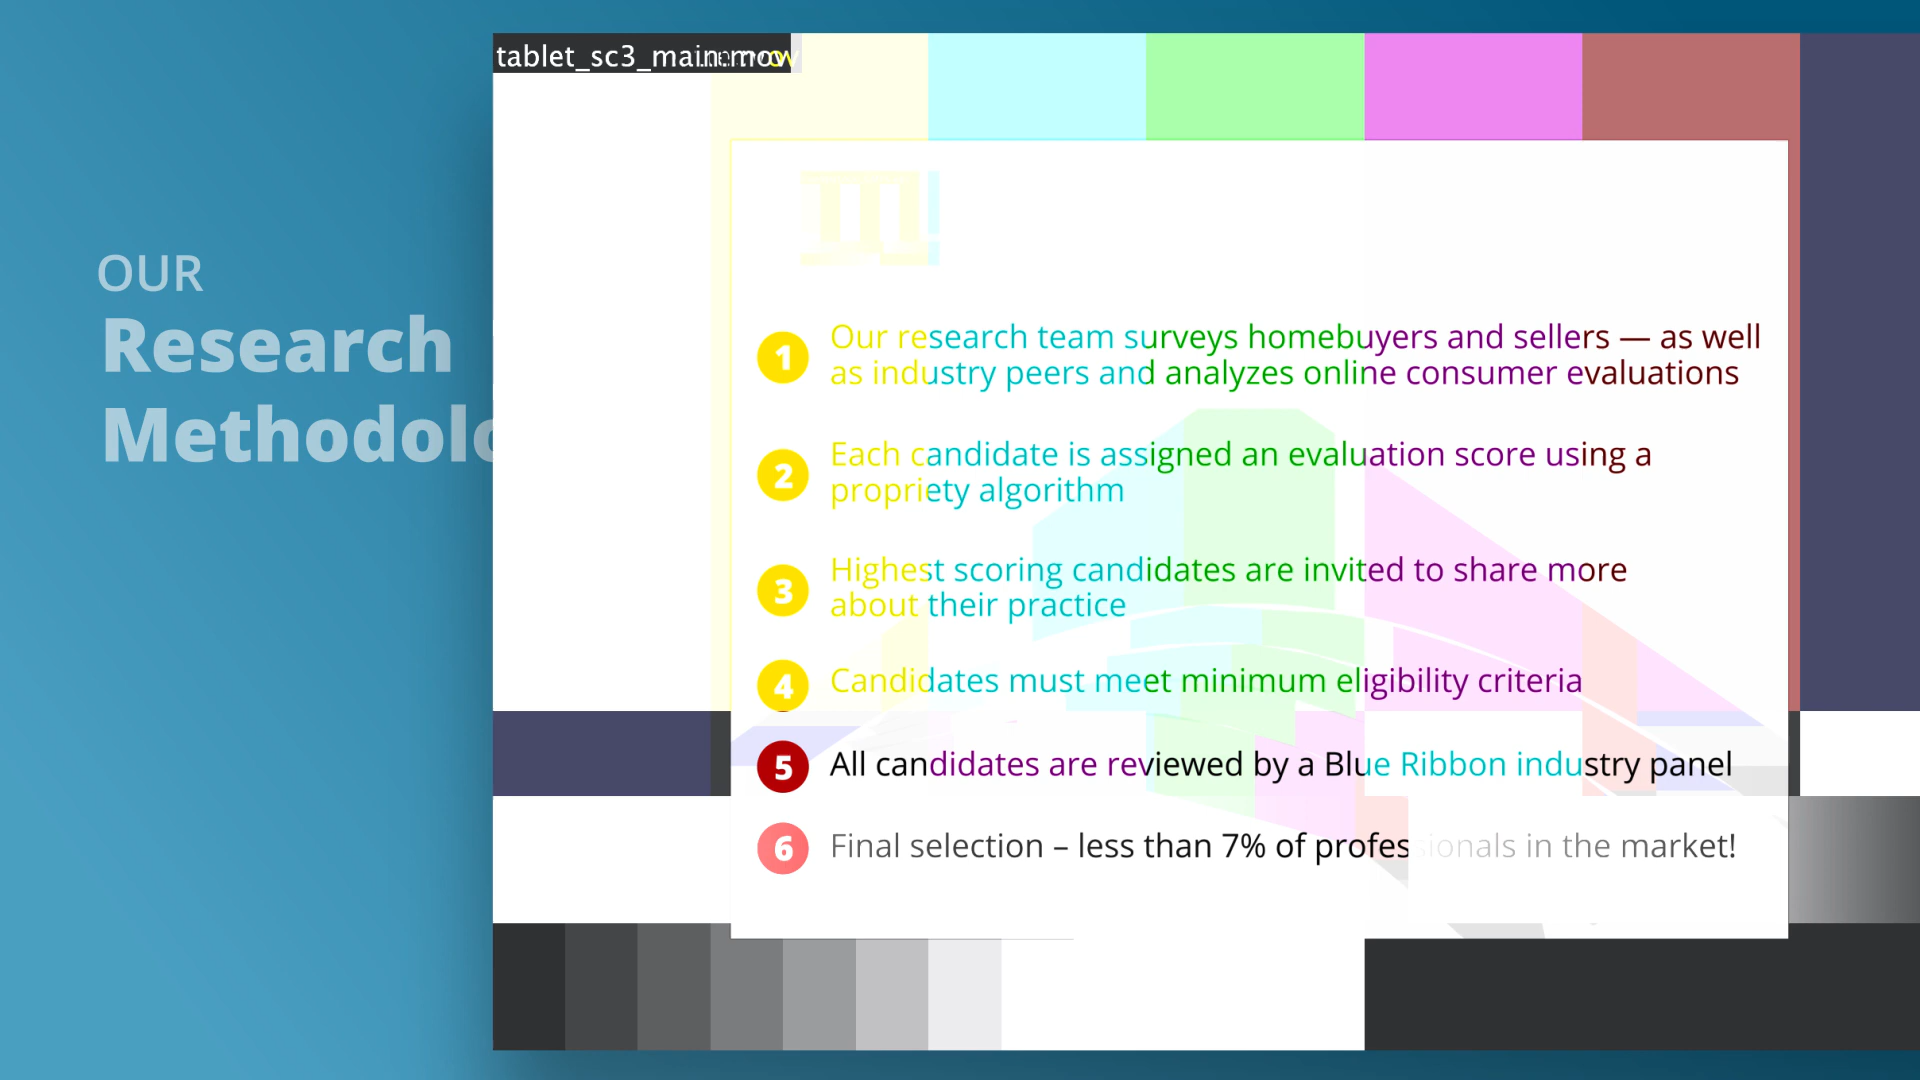 tablet_sc3_main.mov
OUR
Research
Methodolo
1 Our research team surveys homebuyers and sellers — as well
as industry peers and analyzes online consumer evaluations
2 Each candidate is assigned an evaluation score using a
propriety algorithm
3 Highest scoring candidates are invited to share more
about their practice
4 Candidates must meet minimum eligibility criteria
5 All candidates are reviewed by a Blue Ribbon industry panel
6 Final selection – less than 7% of professionals in the market!